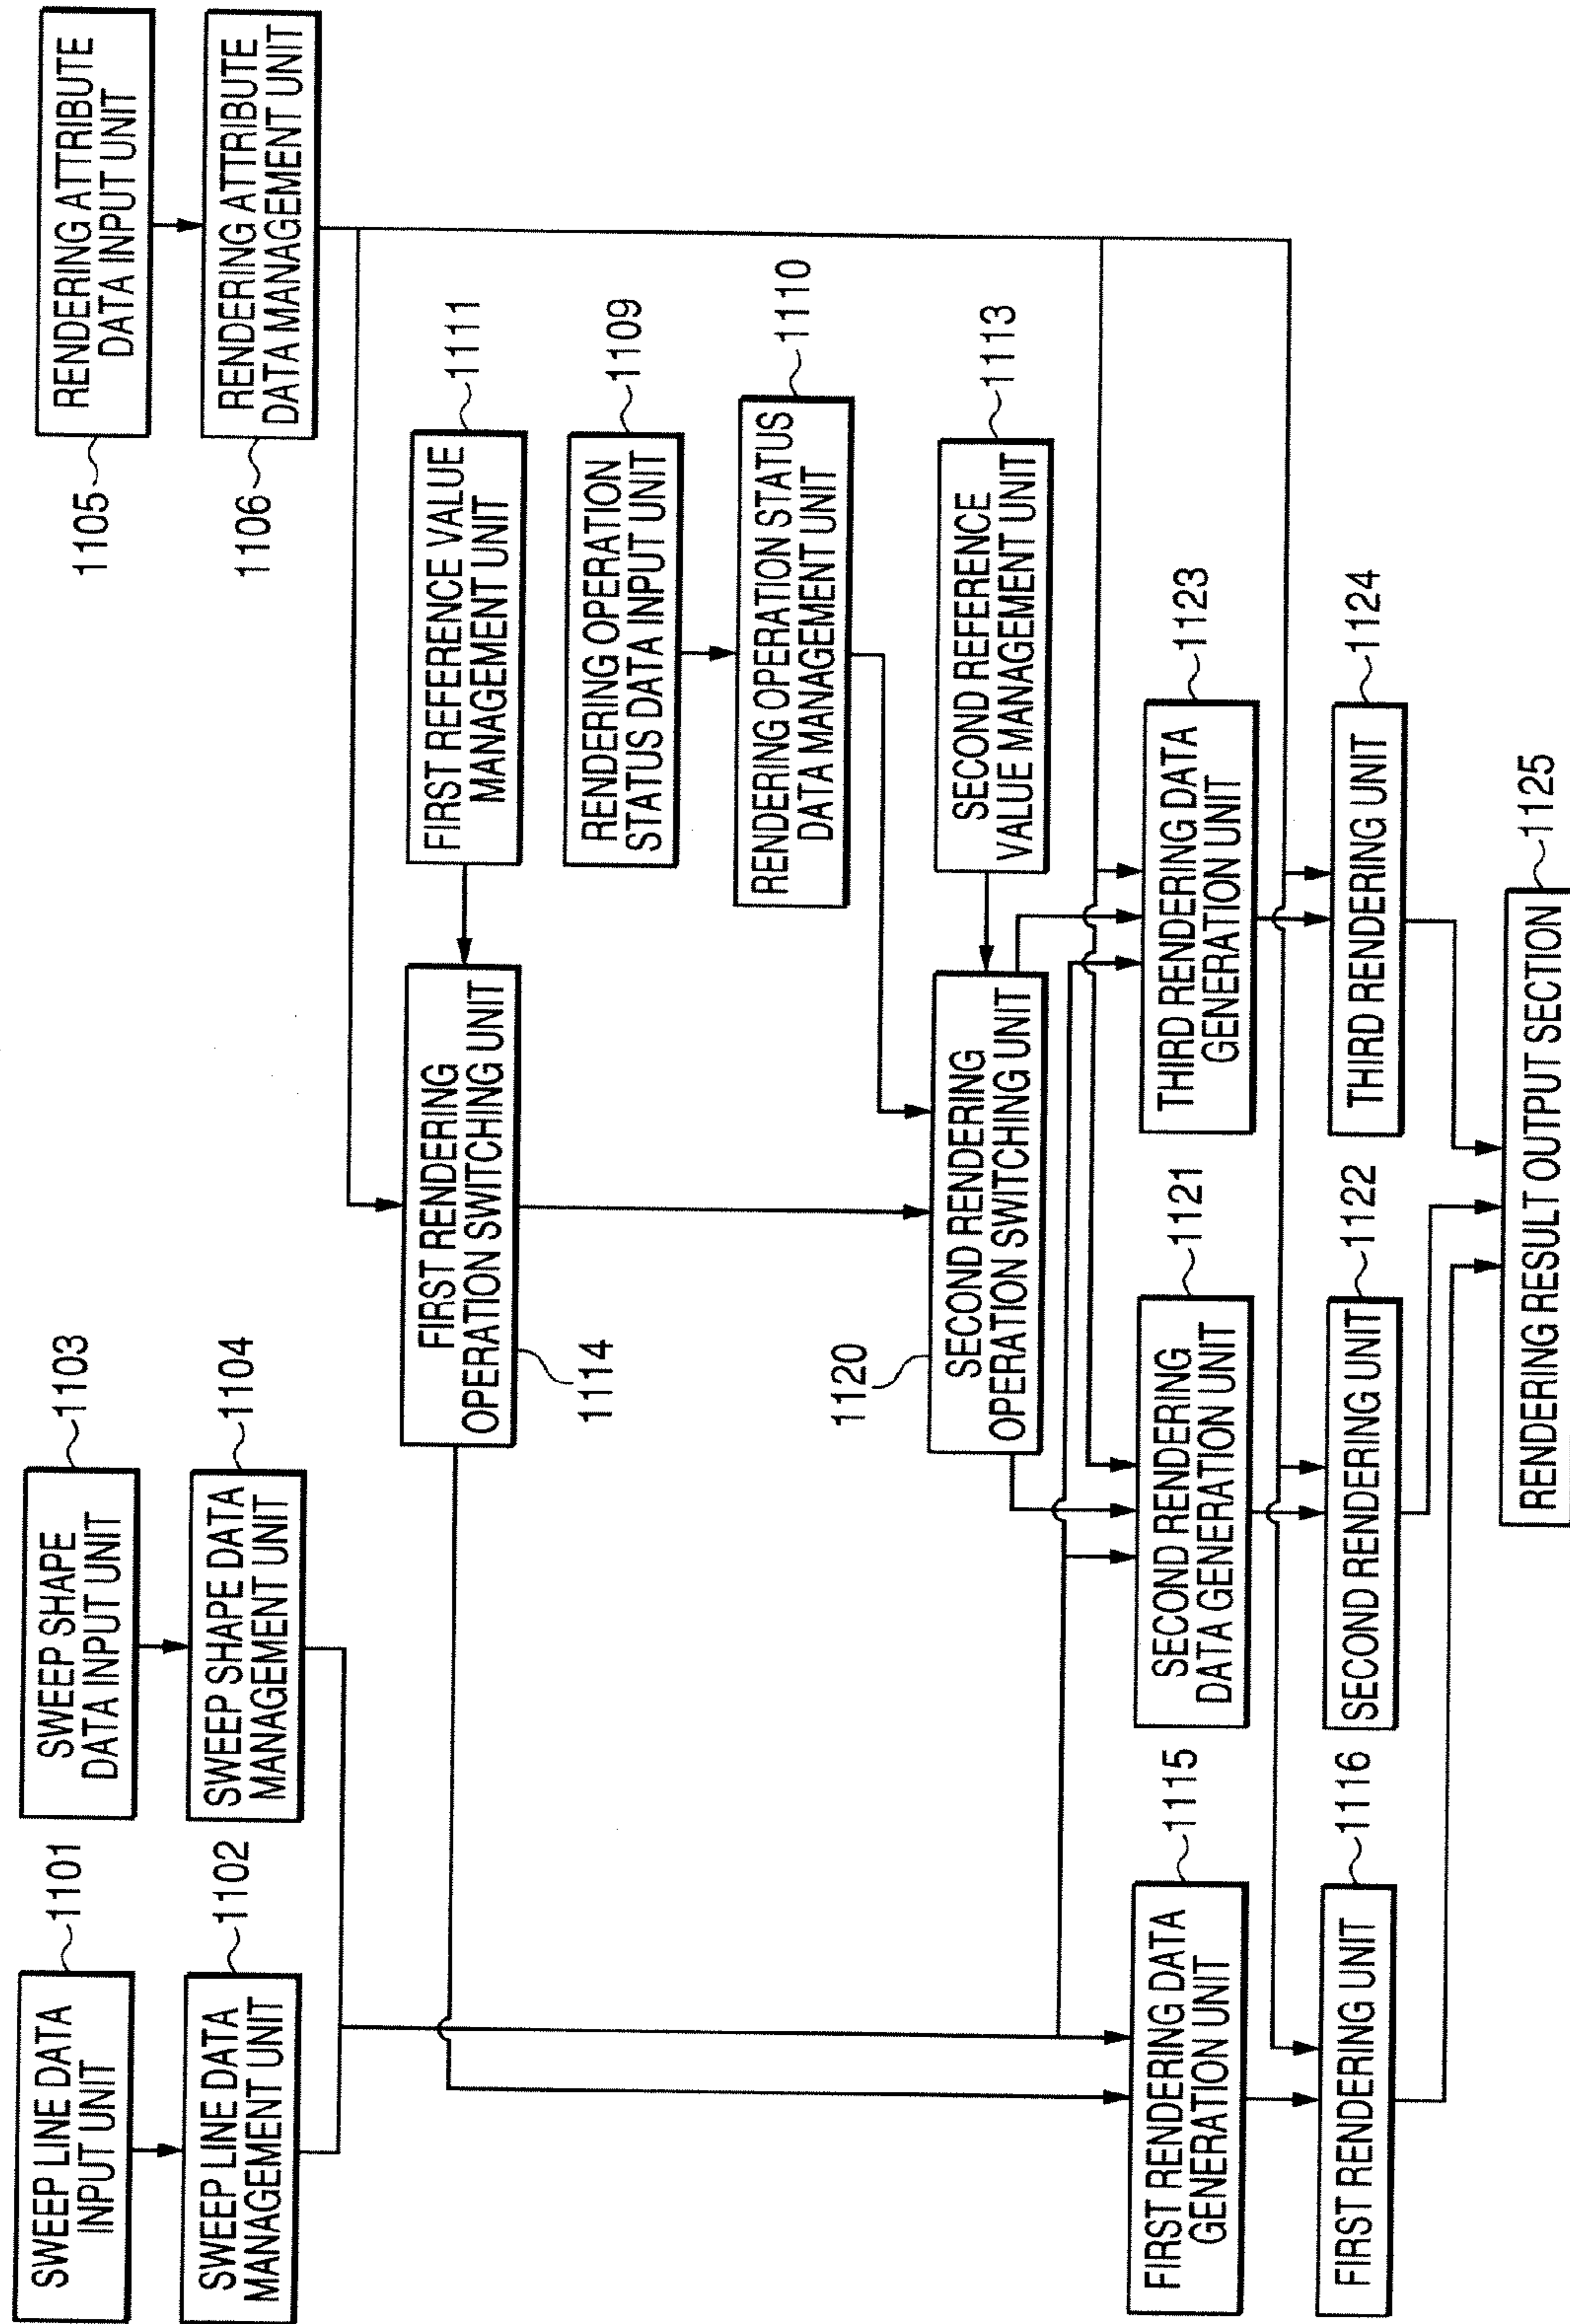 SWEEP LINE DATA
INPUT UNIT
1101
SWEEP SHAPE
DATA INPUT UNIT
1103
1105
RENDERING ATTRIBUTE
DATA INPUT UNIT
SWEEP LINE DATA
MANAGEMENT UNIT
1102
SWEEP SHAPE DATA
MANAGEMENT UNIT
1104
1106
RENDERING ATTRIBUTE
DATA MANAGEMENT UNIT
FIRST RENDERING
OPERATION SWITCHING UNIT
1114
FIRST REFERENCE VALUE
MANAGEMENT UNIT
1111
RENDERING OPERATION
STATUS DATA INPUT UNIT
1109
RENDERING OPERATION STATUS
DATA MANAGEMENT UNIT
1110
1120
SECOND RENDERING
OPERATION SWITCHING UNIT
SECOND REFERENCE
VALUE MANAGEMENT UNIT
1113
FIRST RENDERING DATA
GENERATION UNIT
1115
SECOND RENDERING
DATA GENERATION UNIT
1121
THIRD RENDERING DATA
GENERATION UNIT
1123
FIRST RENDERING UNIT
1116
SECOND RENDERING UNIT
1122
THIRD RENDERING UNIT
1124
RENDERING RESULT OUTPUT SECTION
1125